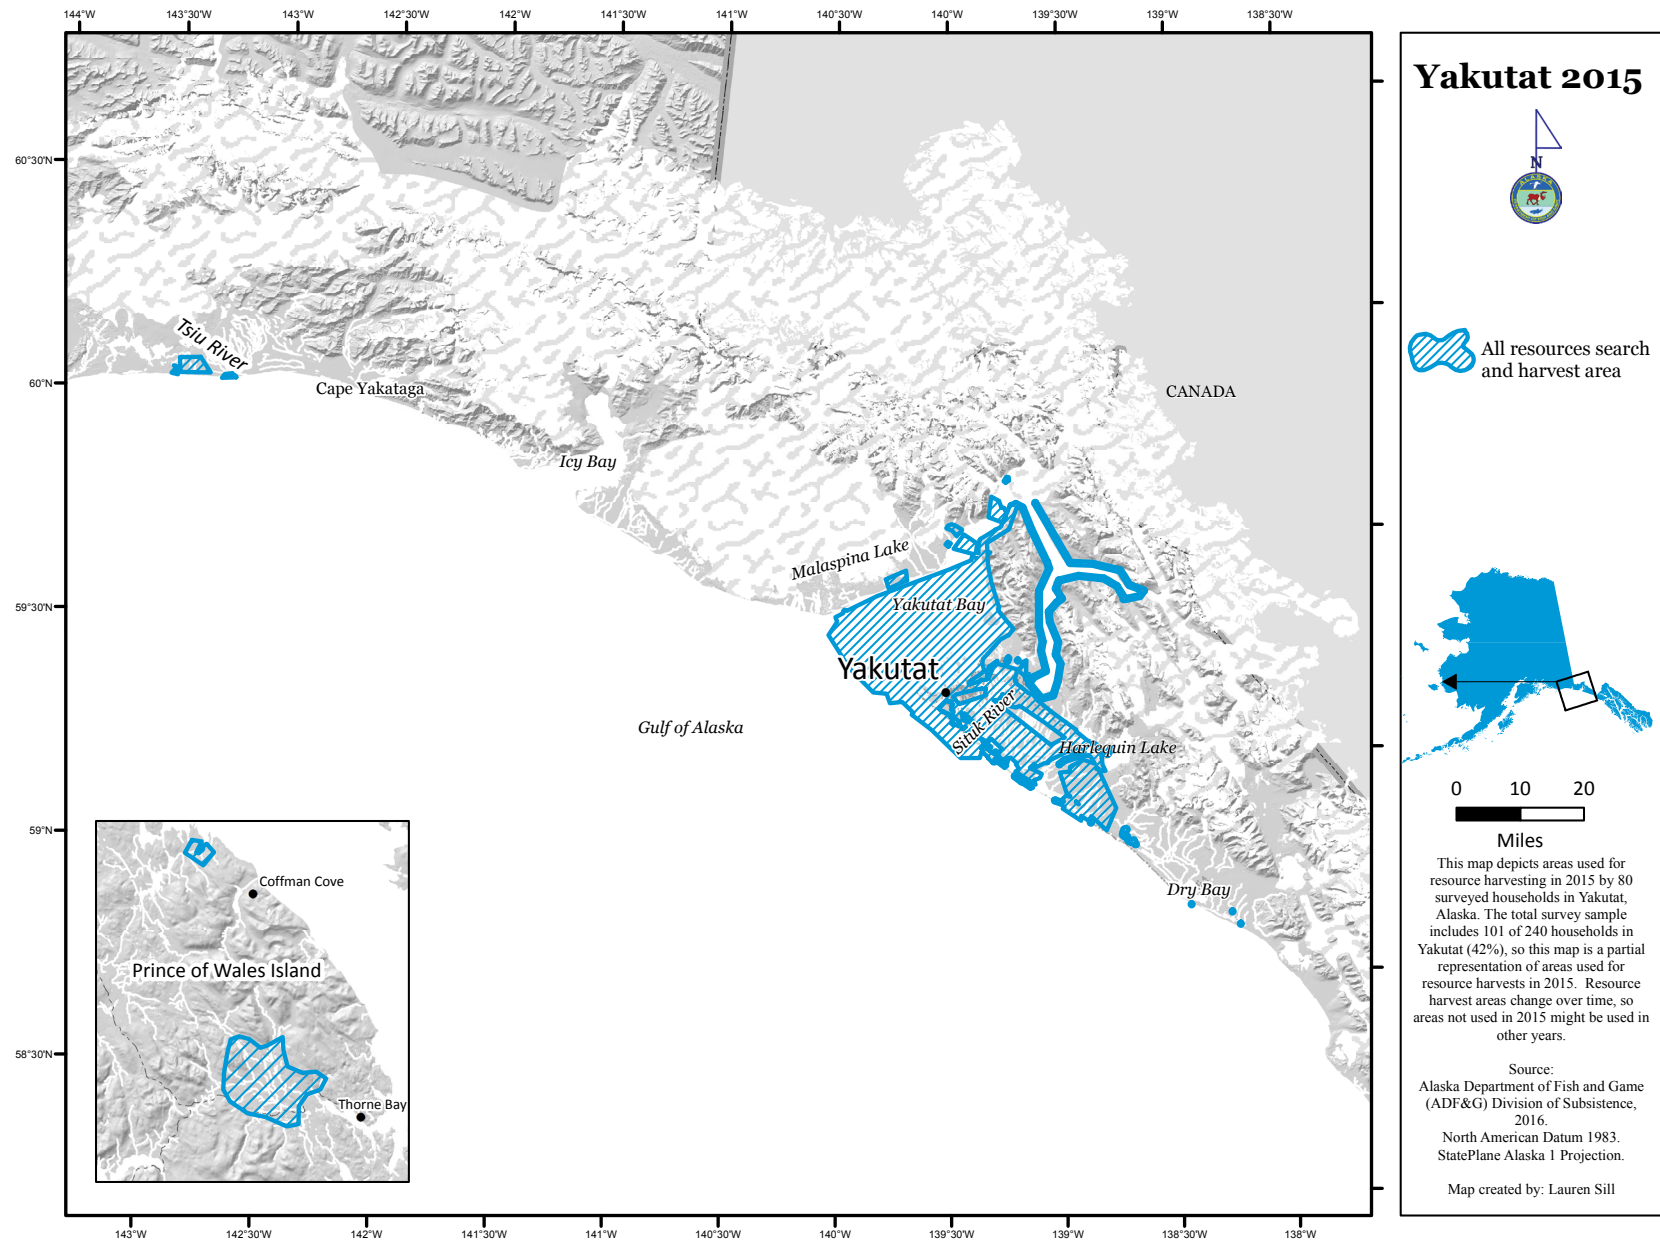 144°W 143°30'W 143°W 142°30'W 142°W 141°30'W 141°W 140°30'W 140°W 139°30'W 139°W 138°30'W
60°30'N
60°N
59°30'N
59°N
58°30'N
Tsiu River
Cape Yakataga
CANADA
Icy Bay
Malaspina Lake
Yakutat Bay
Yakutat
Situk River
Gulf of Alaska
Harlequin Lake
Dry Bay
Coffman Cove
Prince of Wales Island
Thorne Bay
143°W 142°30'W 142°W 141°30'W 141°W 140°30'W 140°W 139°30'W 139°W 138°30'W 138°W
Yakutat 2015
N
ALASKA
All resources search
and harvest area
0 10 20
Miles
This map depicts areas used for
resource harvesting in 2015 by 80
surveyed households in Yakutat,
Alaska. The total survey sample
includes 101 of 240 households in
Yakutat (42%), so this map is a partial
representation of areas used for
resource harvests in 2015. Resource
harvest areas change over time, so
areas not used in 2015 might be used in
other years.
Source:
Alaska Department of Fish and Game
(ADF&G) Division of Subsistence,
2016.
North American Datum 1983.
StatePlane Alaska 1 Projection.
Map created by: Lauren Sill